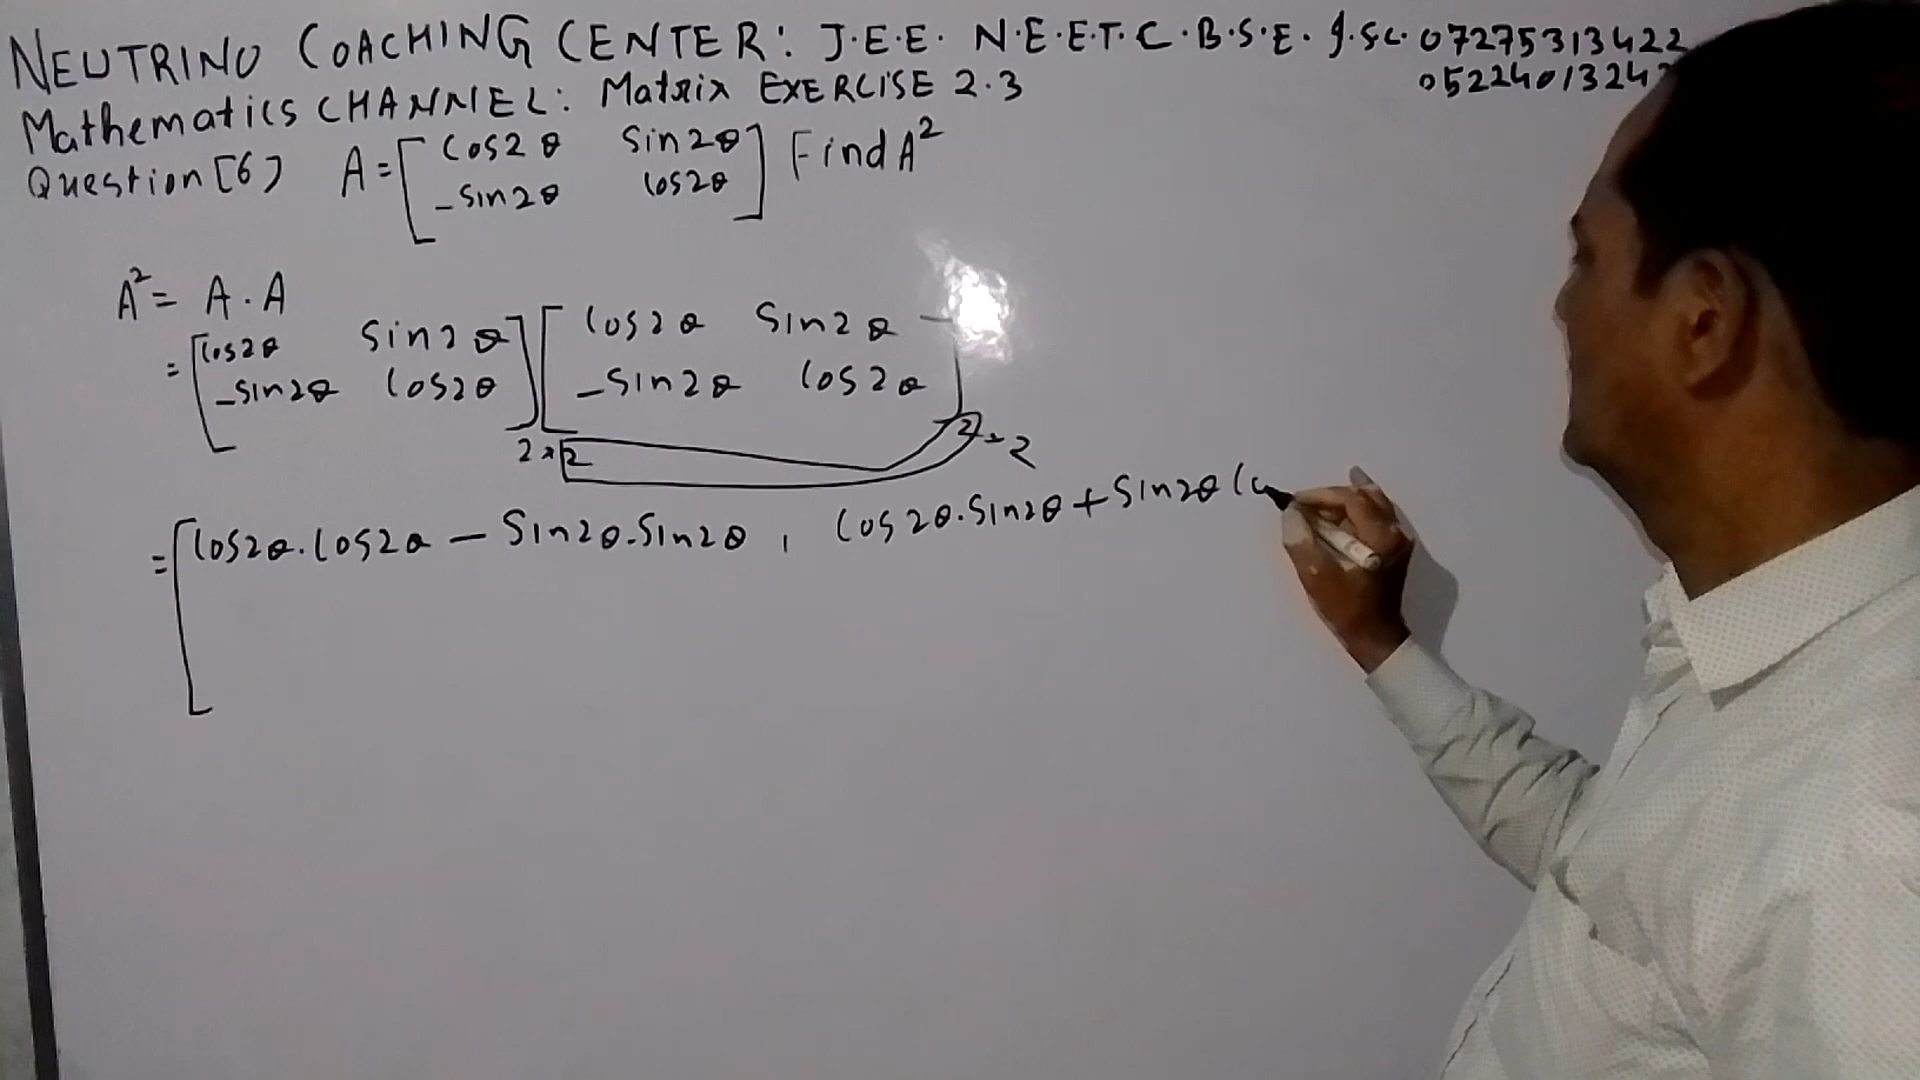 NEUTRINO COACHING CENTER: J.E.E. N.E.E.T. C.B.S.E. I.SC. 07275313422
Mathematics CHANNEL: Matrix EXERCISE 2.3 0522401324
Question [6] A = [ cos2θ sin2θ ] Find A²
-sin2θ cos2θ
A² = A . A
= [ cos2θ sin2θ ] [ cos2θ sin2θ
-sin2θ cos2θ -sin2θ cos2θ ]
2×2 2×2
= [ cos2θ.cos2θ - sin2θ.sin2θ , cos2θ.sin2θ + sin2θ